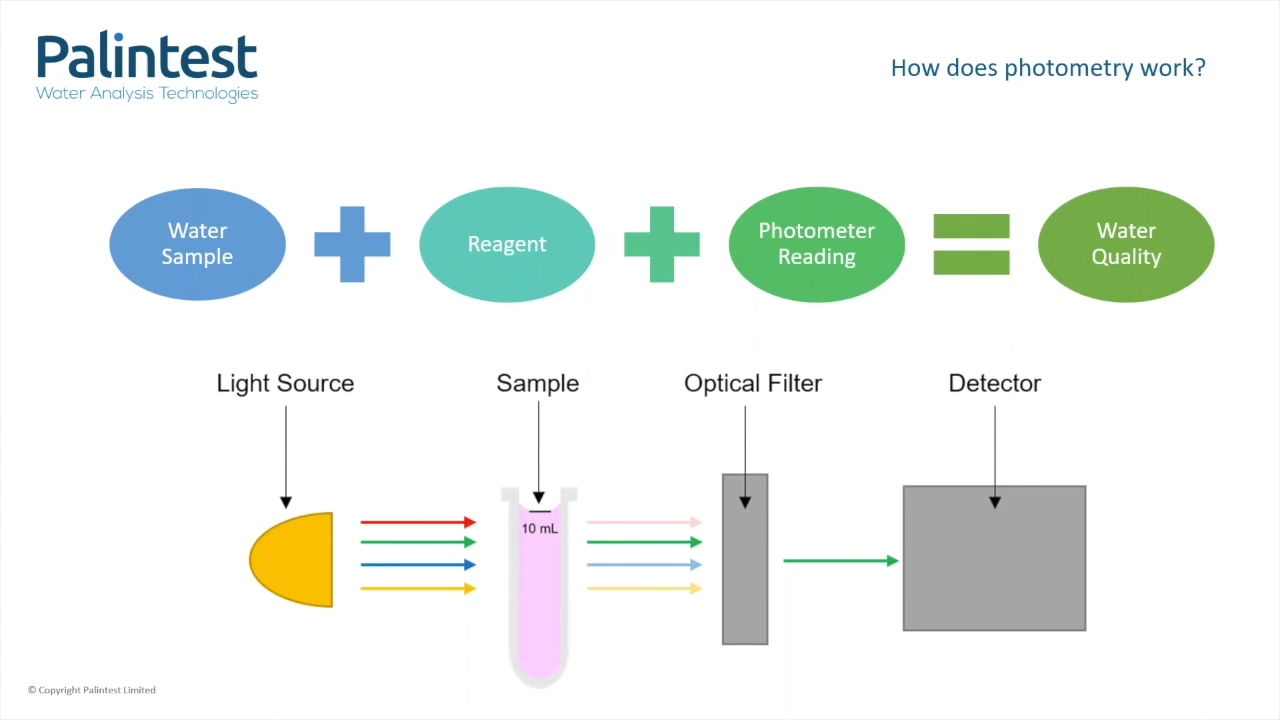 Palintest
Water Analysis Technologies
How does photometry work?
Water
Sample
Reagent
Photometer
Reading
Water
Quality
Light Source
Sample
Optical Filter
Detector
10 mL
© Copyright Palintest Limited